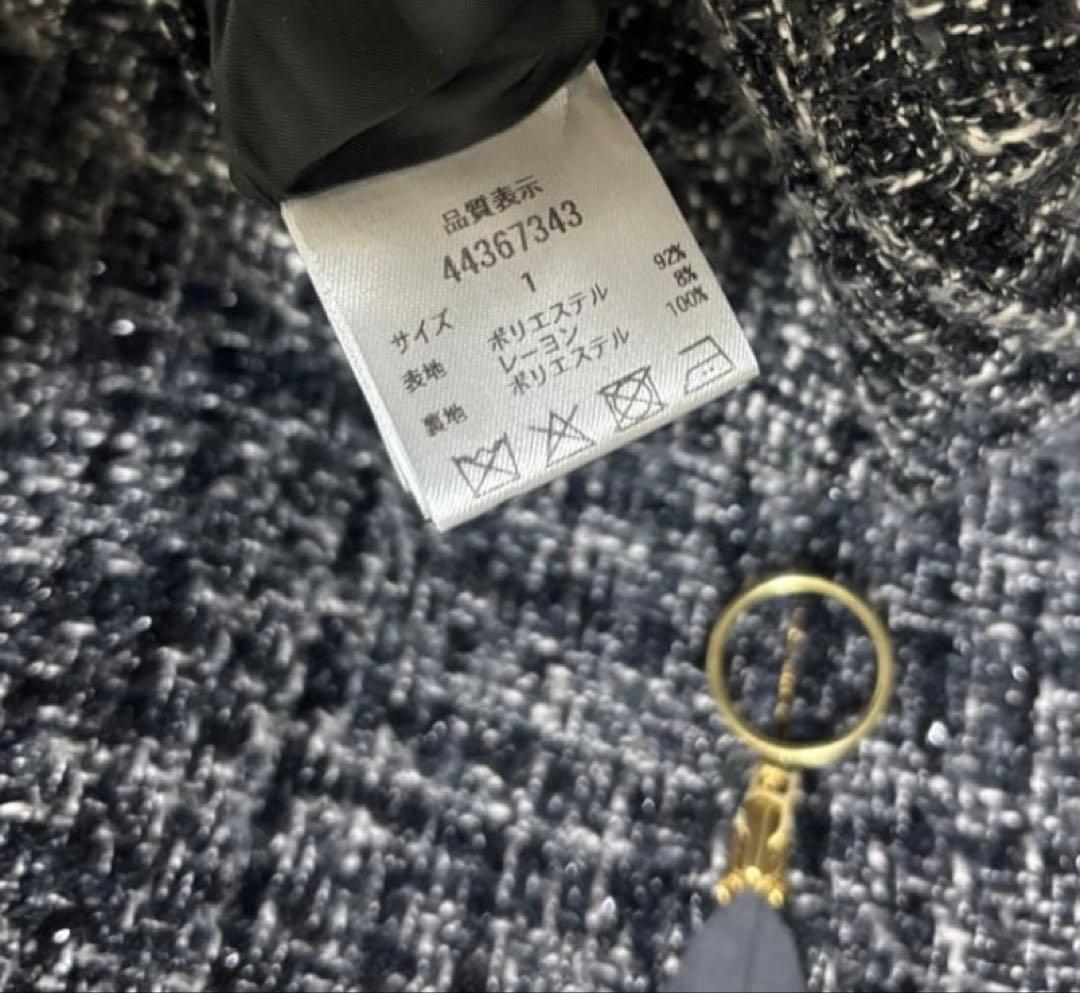 品質表示
44367343
サイズ 1
表地 ポリエステル 92%
レーヨン 8%
裏地 ポリエステル 100%